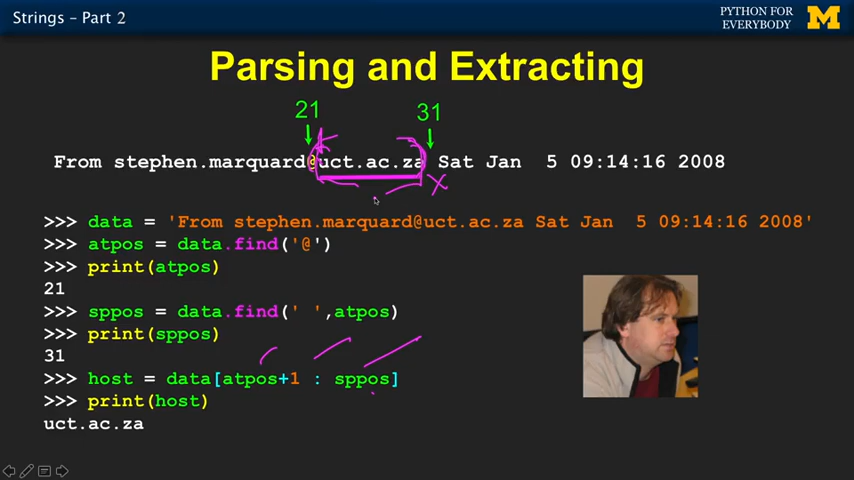 Strings – Part 2
PYTHON FOR
EVERYBODY
M
Parsing and Extracting
21
31
From stephen.marquard@uct.ac.za Sat Jan  5 09:14:16 2008
x
>>> data = 'From stephen.marquard@uct.ac.za Sat Jan  5 09:14:16 2008'
>>> atpos = data.find('@')
>>> print(atpos)
21
>>> sppos = data.find(' ',atpos)
>>> print(sppos)
31
>>> host = data[atpos+1 : sppos]
>>> print(host)
uct.ac.za